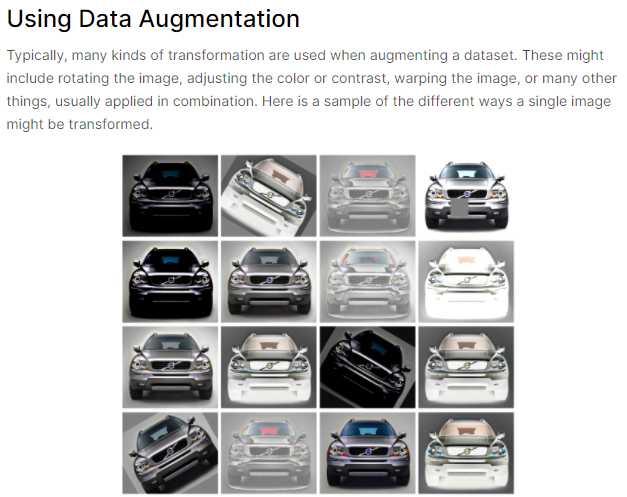 Using Data Augmentation
Typically, many kinds of transformation are used when augmenting a dataset. These might
include rotating the image, adjusting the color or contrast, warping the image, or many other
things, usually applied in combination. Here is a sample of the different ways a single image
might be transformed.